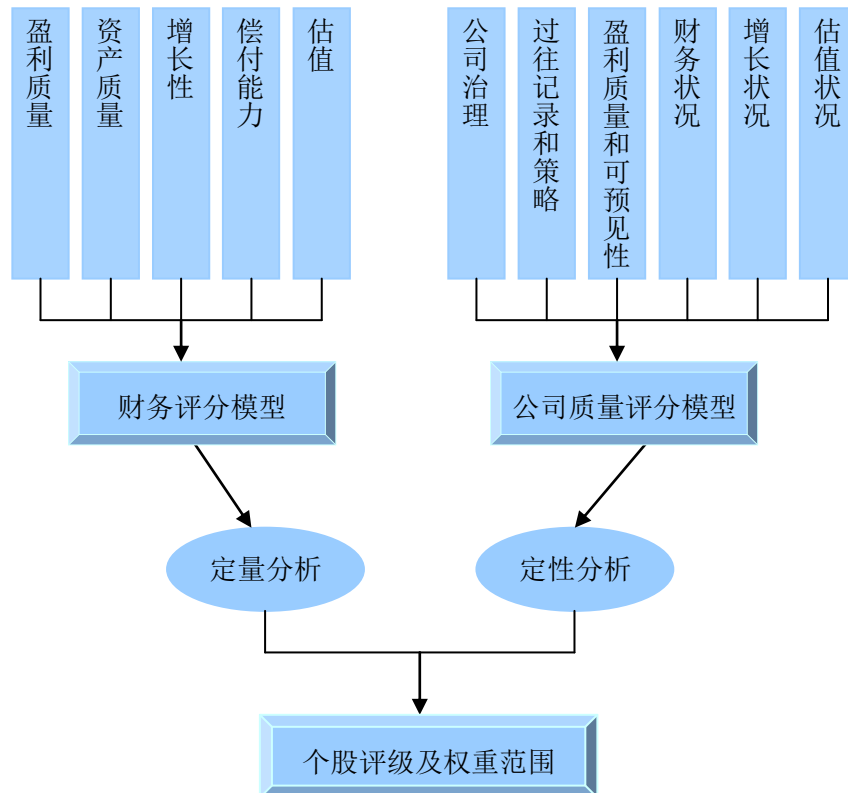 盈利质量
资产质量
增长性
偿付能力
估值
公司治理
过往记录和策略
盈利质量和可预见性
财务状况
增长状况
估值状况
财务评分模型
公司质量评分模型
定量分析
定性分析
个股评级及权重范围